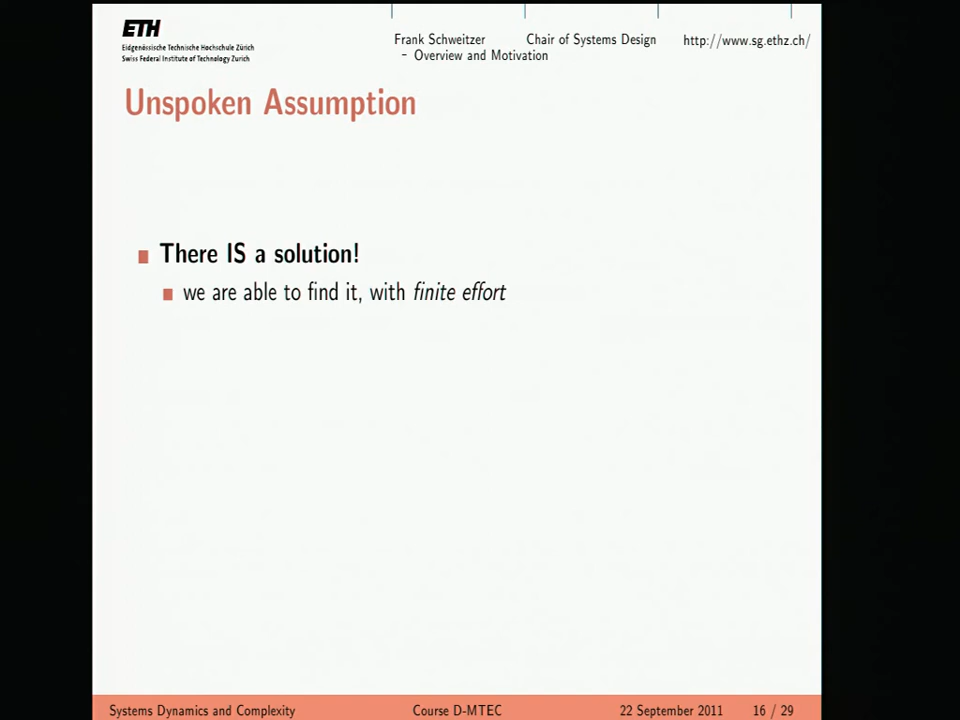 ETH
Eidgenössische Technische Hochschule Zürich
Swiss Federal Institute of Technology Zurich
Frank Schweitzer Chair of Systems Design http://www.sg.ethz.ch/
– Overview and Motivation
Unspoken Assumption
There IS a solution!
we are able to find it, with finite effort
Systems Dynamics and Complexity Course D-MTEC 22 September 2011 16 / 29